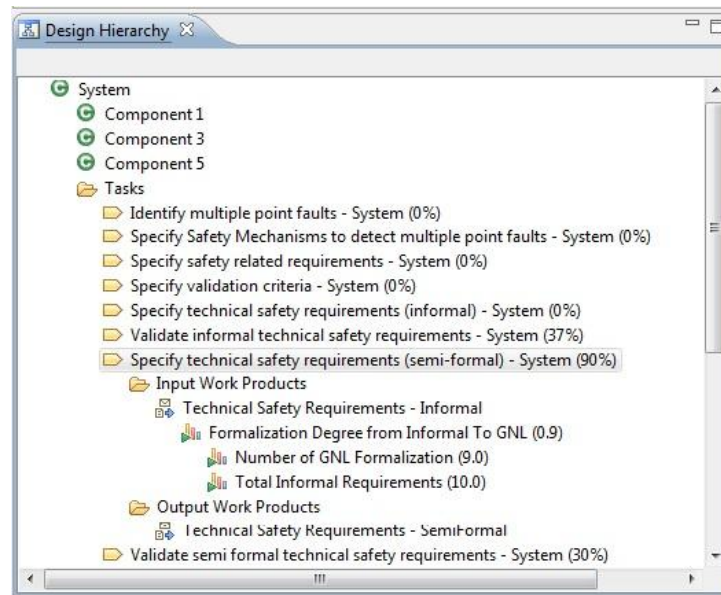 Design Hierarchy
System
Component 1
Component 3
Component 5
Tasks
Identify multiple point faults - System (0%)
Specify Safety Mechanisms to detect multiple point faults - System (0%)
Specify safety related requirements - System (0%)
Specify validation criteria - System (0%)
Specify technical safety requirements (informal) - System (0%)
Validate informal technical safety requirements - System (37%)
Specify technical safety requirements (semi-formal) - System (90%)
Input Work Products
Technical Safety Requirements - Informal
Formalization Degree from Informal To GNL (0.9)
Number of GNL Formalization (9.0)
Total Informal Requirements (10.0)
Output Work Products
Technical Safety Requirements - SemiFormal
Validate semi formal technical safety requirements - System (30%)